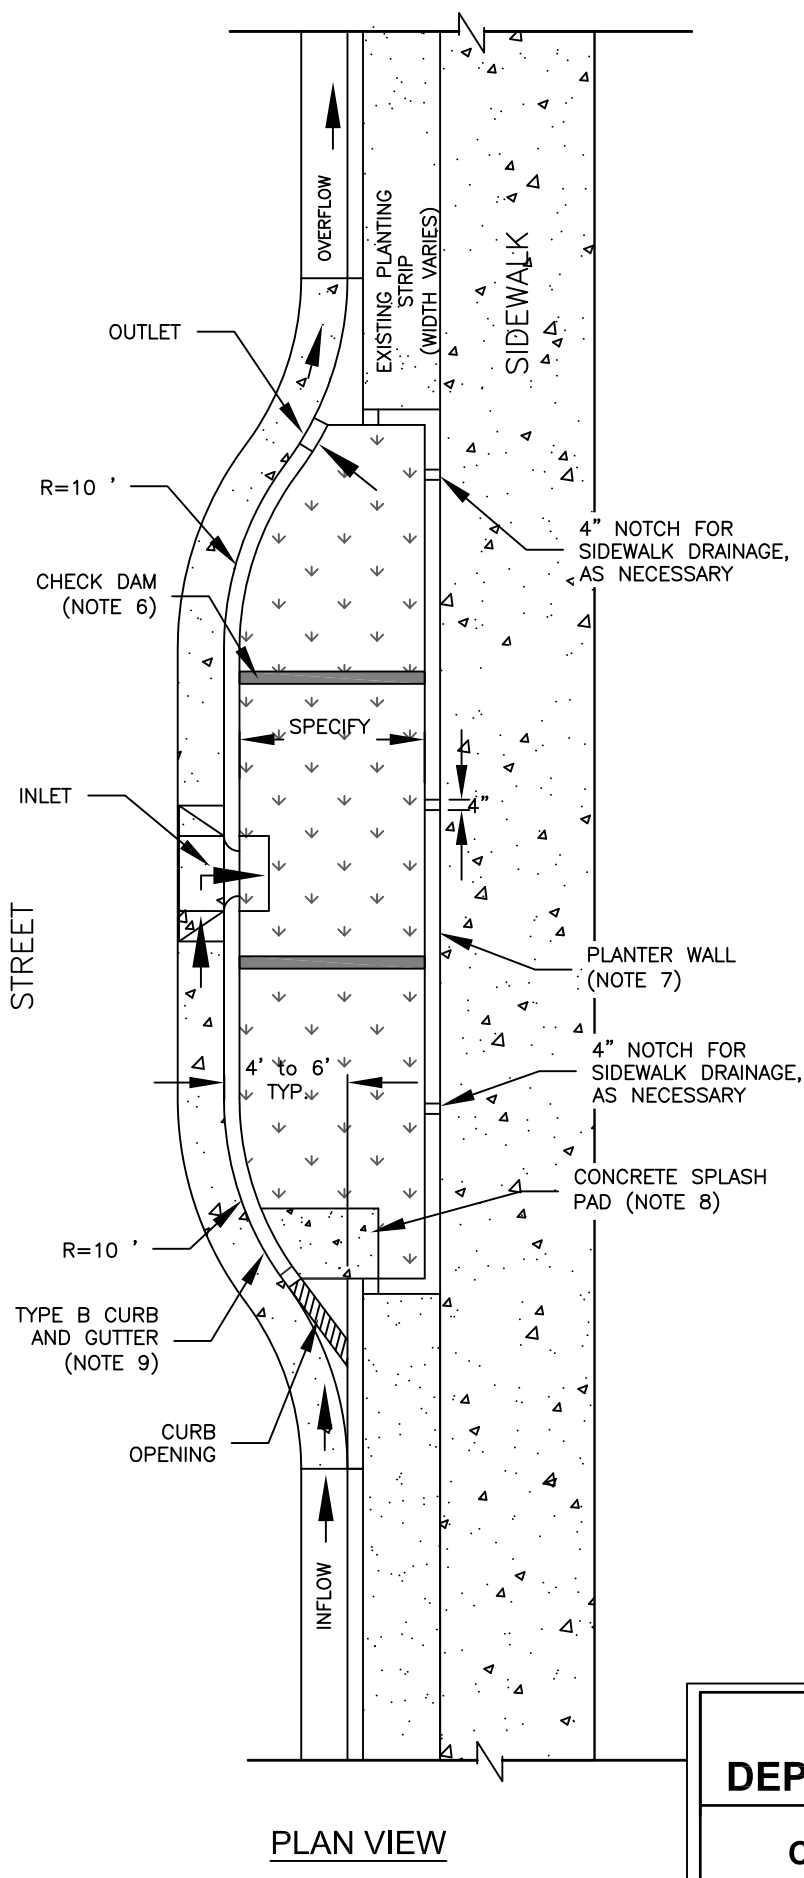 OVERFLOW
EXISTING PLANTING
STRIP
(WIDTH VARIES)
SIDEWALK
OUTLET
R=10 '
4" NOTCH FOR
SIDEWALK DRAINAGE,
AS NECESSARY
CHECK DAM
(NOTE 6)
SPECIFY
INLET
4"
STREET
PLANTER WALL
(NOTE 7)
4" NOTCH FOR
SIDEWALK DRAINAGE,
AS NECESSARY
4' to 6'
TYP.
CONCRETE SPLASH
PAD (NOTE 8)
R=10 '
TYPE B CURB
AND GUTTER
(NOTE 9)
CURB
OPENING
INFLOW
PLAN VIEW
DEP